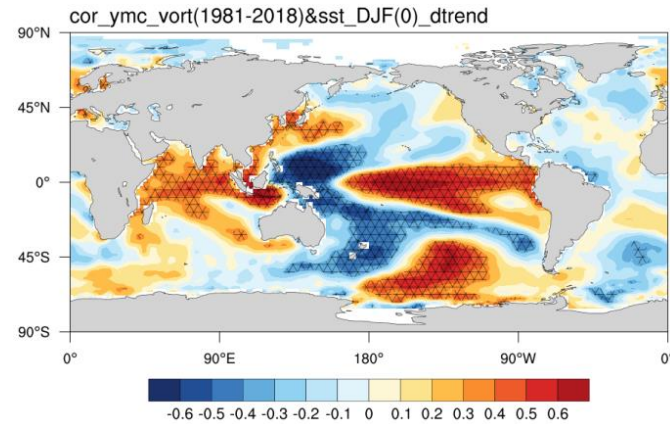 cor_ymc_vort(1981-2018)&sst_DJF(0)_dtrend
90°N
45°N
0°
45°S
90°S
0° 90°E 180° 90°W 0°
-0.6 -0.5 -0.4 -0.3 -0.2 -0.1 0 0.1 0.2 0.3 0.4 0.5 0.6